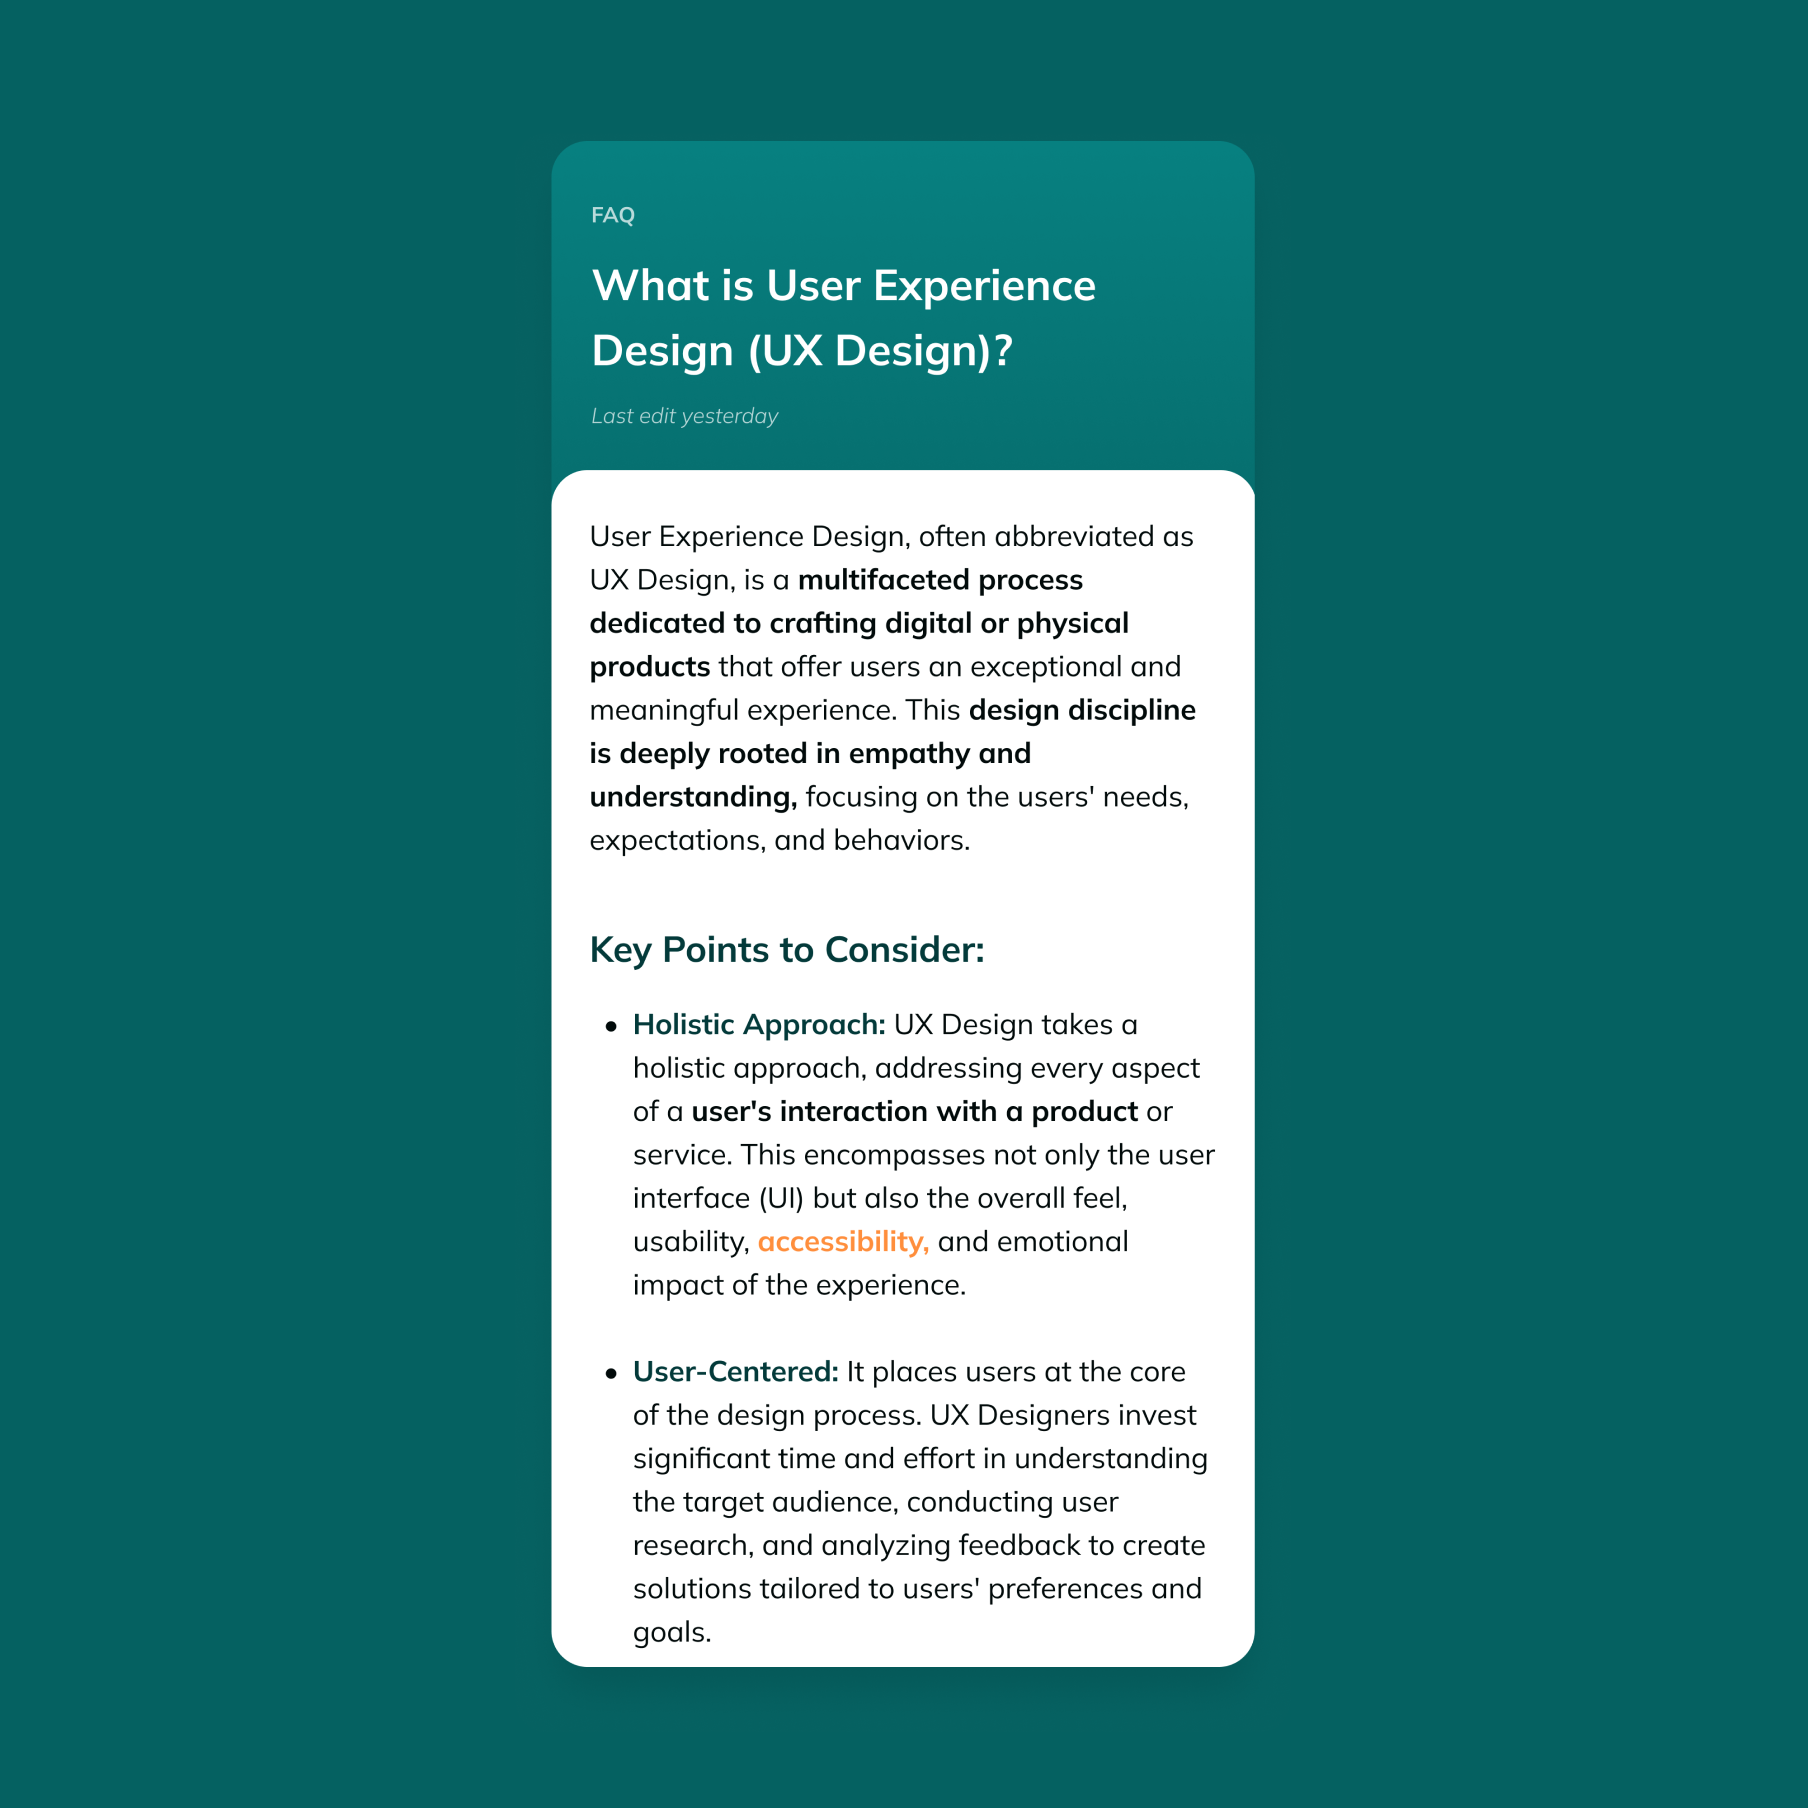 FAQ
What is User Experience
Design (UX Design)?
Last edit yesterday
User Experience Design, often abbreviated as
UX Design, is a multifaceted process
dedicated to crafting digital or physical
products that offer users an exceptional and
meaningful experience. This design discipline
is deeply rooted in empathy and
understanding, focusing on the users' needs,
expectations, and behaviors.
Key Points to Consider:
• Holistic Approach: UX Design takes a
holistic approach, addressing every aspect
of a user's interaction with a product or
service. This encompasses not only the user
interface (UI) but also the overall feel,
usability, accessibility, and emotional
impact of the experience.
• User-Centered: It places users at the core
of the design process. UX Designers invest
significant time and effort in understanding
the target audience, conducting user
research, and analyzing feedback to create
solutions tailored to users' preferences and
goals.